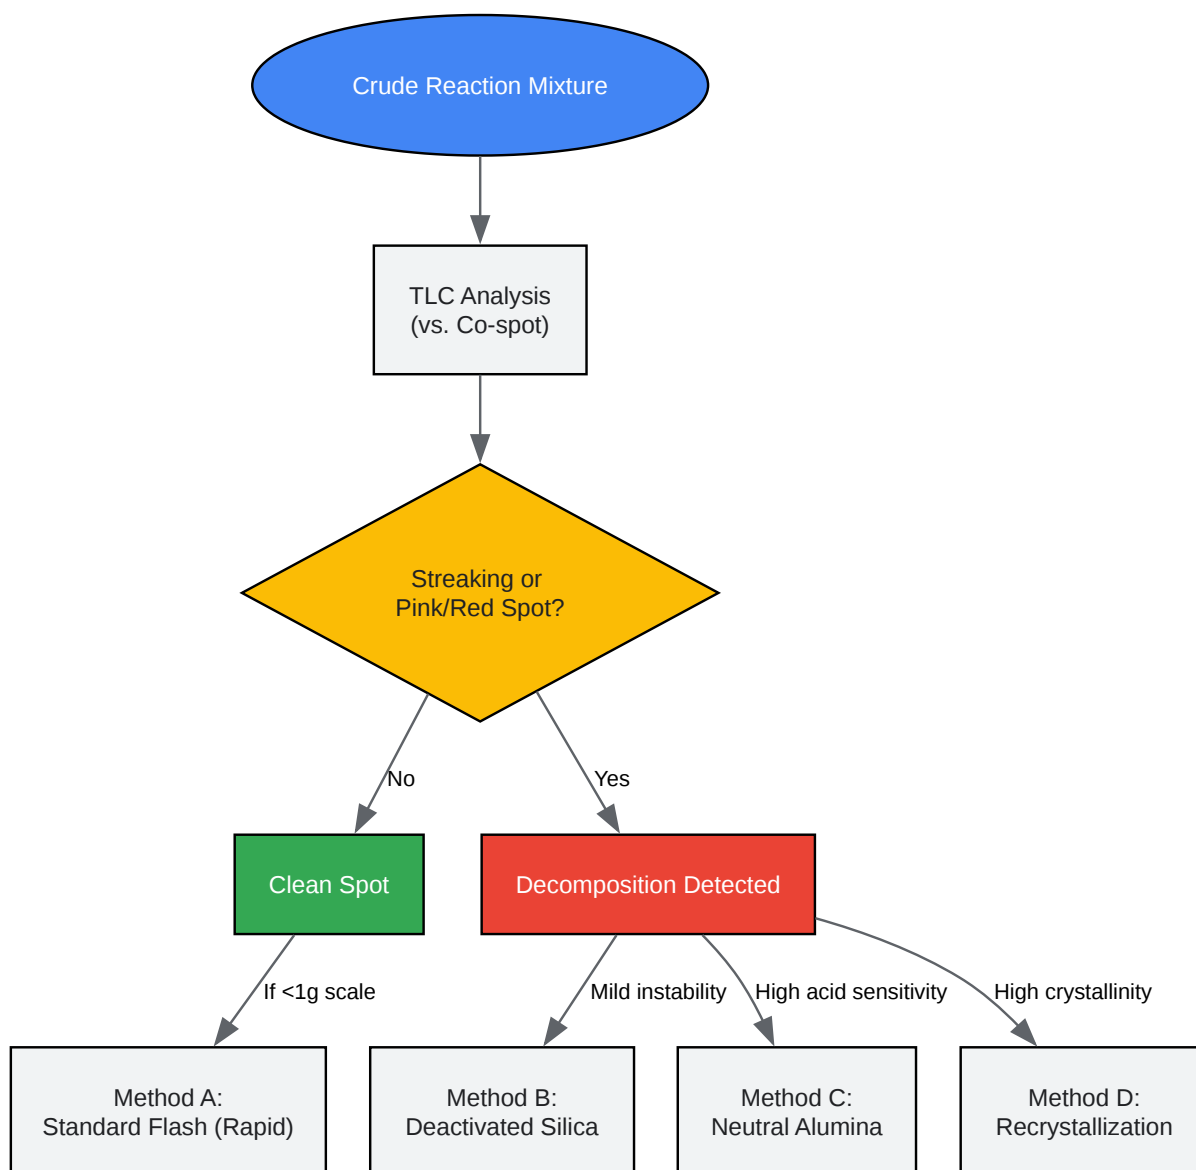 Crude Reaction Mixture
TLC Analysis
(vs. Co-spot)
Streaking or
Pink/Red Spot?
No
Yes
Clean Spot
Decomposition Detected
If <1g scale
Mild instability
High acid sensitivity
High crystallinity
Method A:
Standard Flash (Rapid)
Method B:
Deactivated Silica
Method C:
Neutral Alumina
Method D:
Recrystallization